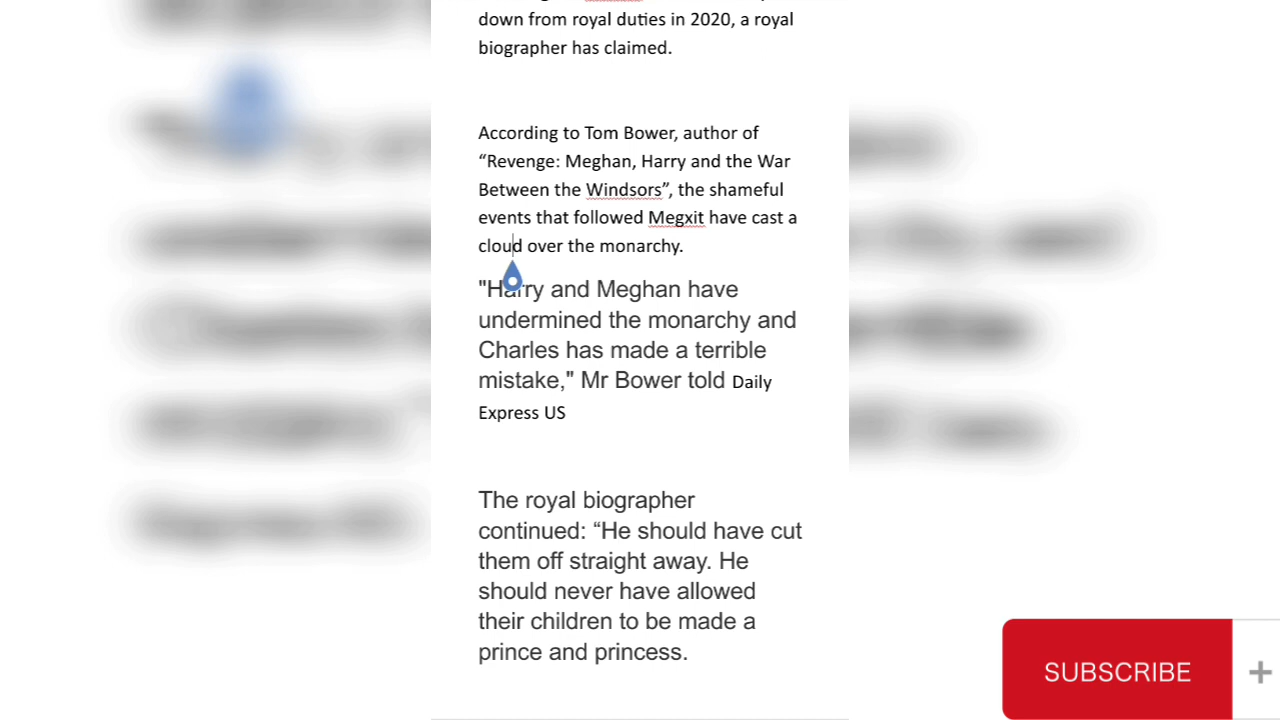 down from royal duties in 2020, a royal
biographer has claimed.
According to Tom Bower, author of
“Revenge: Meghan, Harry and the War
Between the Windsors”, the shameful
events that followed Megxit have cast a
cloud over the monarchy.
"Harry and Meghan have
undermined the monarchy and
Charles has made a terrible
mistake," Mr Bower told Daily
Express US
The royal biographer
continued: “He should have cut
them off straight away. He
should never have allowed
their children to be made a
prince and princess.
SUBSCRIBE +